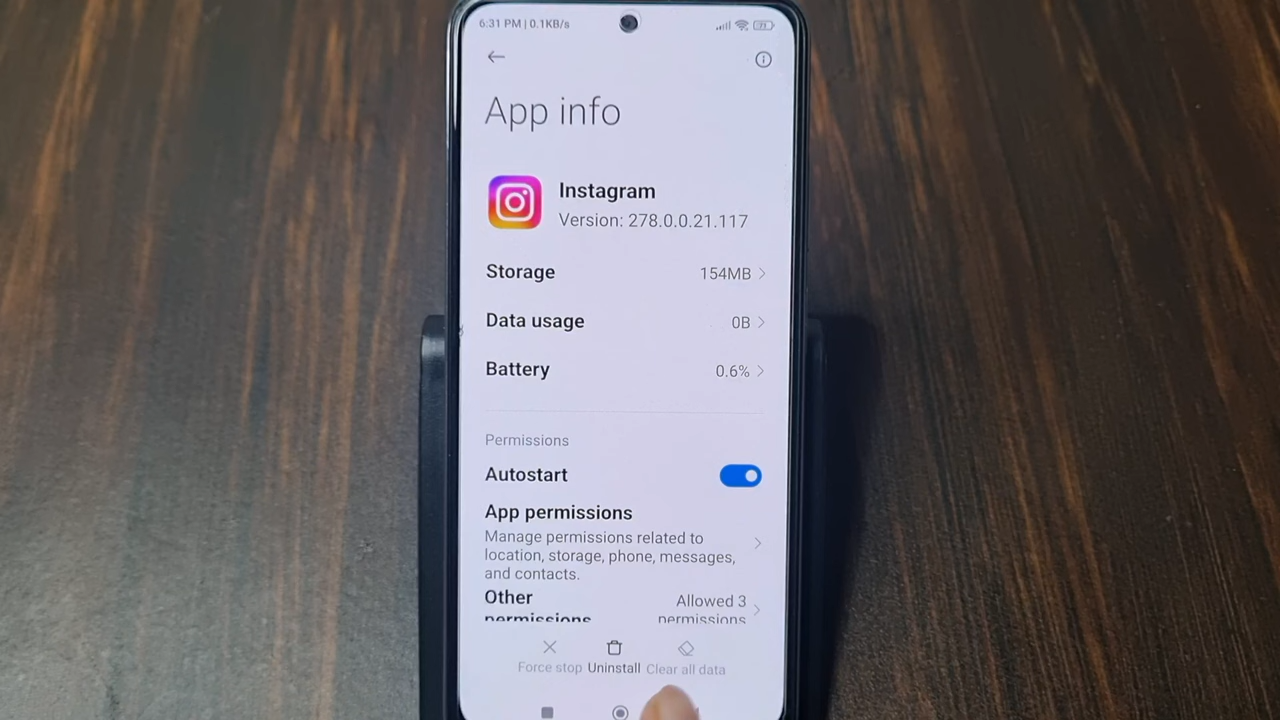 6:31 PM | 0.1KB/s
App info
Instagram
Version: 278.0.0.21.117
Storage 154MB
Data usage 0B
Battery 0.6%
Permissions
Autostart
App permissions
Manage permissions related to
location, storage, phone, messages,
and contacts.
Other Allowed 3
permissions permissions
Force stop Uninstall Clear all data